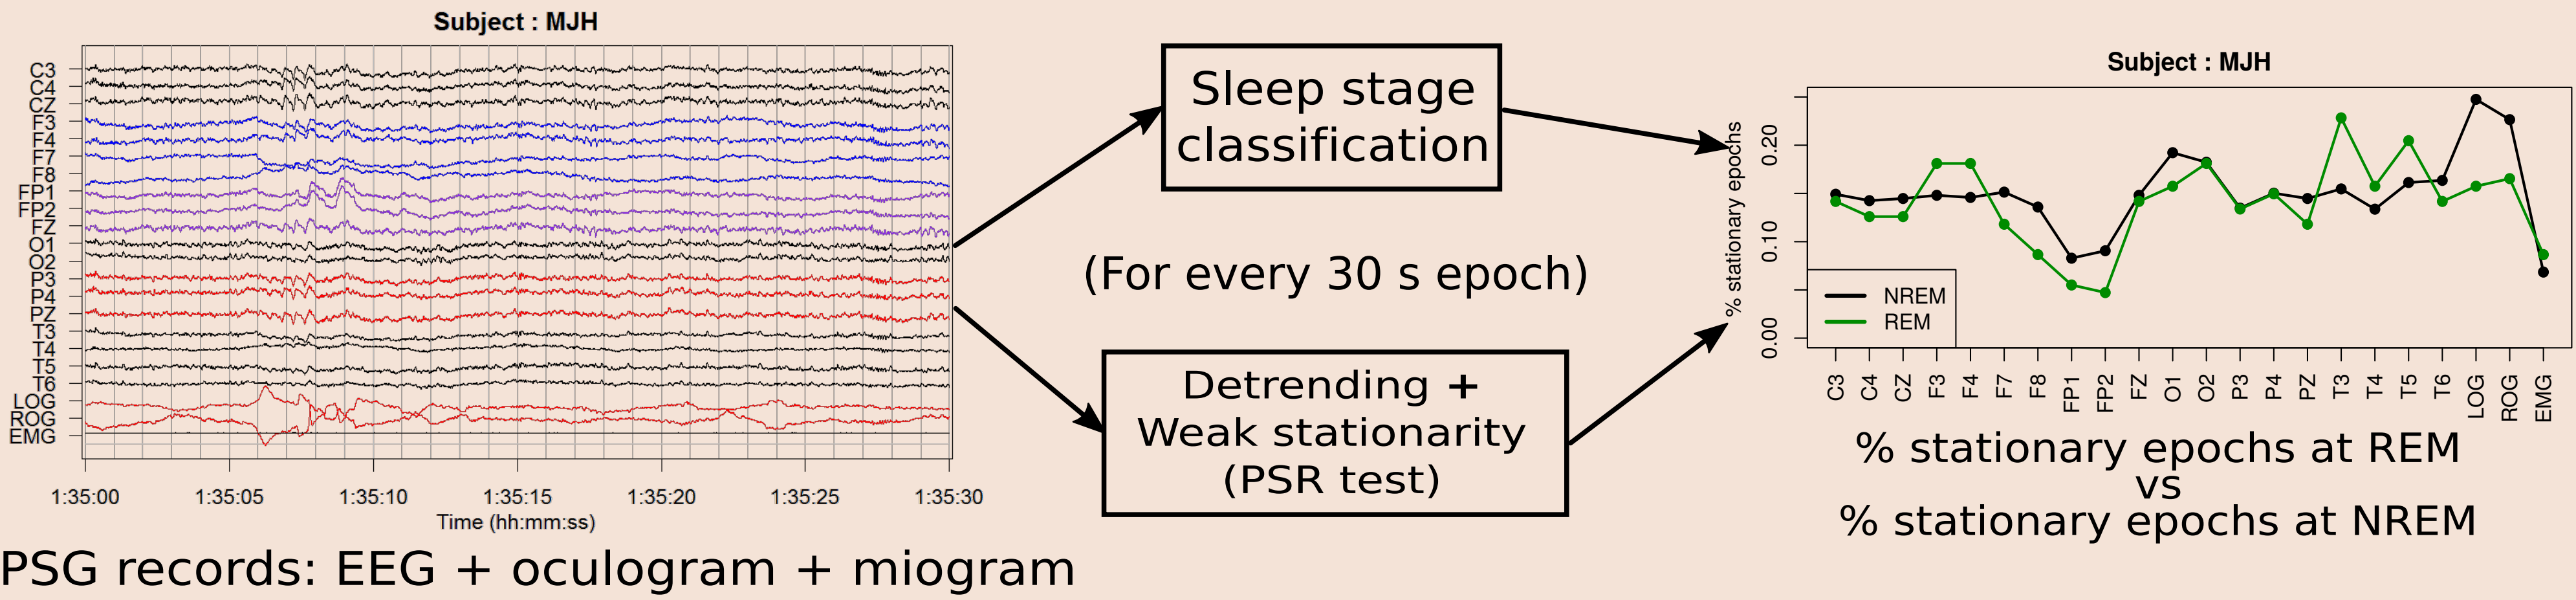 Subject : MJH
C3
C4
CZ
F3
F4
F7
F8
FP1
FP2
FZ
O1
O2
P3
P4
PZ
T3
T4
T5
T6
LOG
ROG
EMG
1:35:00 1:35:05 1:35:10 1:35:15 1:35:20 1:35:25 1:35:30
Time (hh:mm:ss)
PSG records: EEG + oculogram + miogram
Sleep stage
classification
(For every 30 s epoch)
Detrending +
Weak stationarity
(PSR test)
Subject : MJH
% stationary epochs
0.20
0.10
0.00
NREM
REM
C3 C4 CZ F3 F4 F7 F8 FP1 FP2 FZ O1 O2 P3 P4 PZ T3 T4 T5 T6 LOG ROG EMG
% stationary epochs at REM
vs
% stationary epochs at NREM